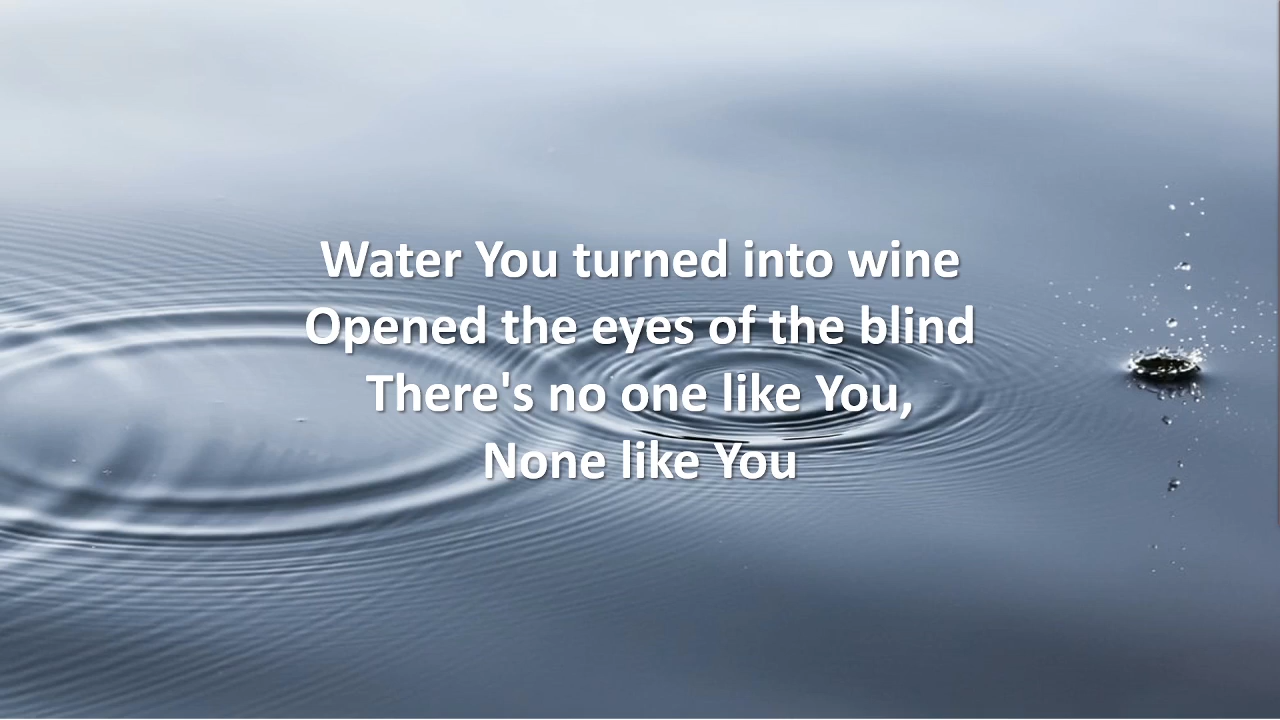 Water You turned into wine
Opened the eyes of the blind
There's no one like You,
None like You